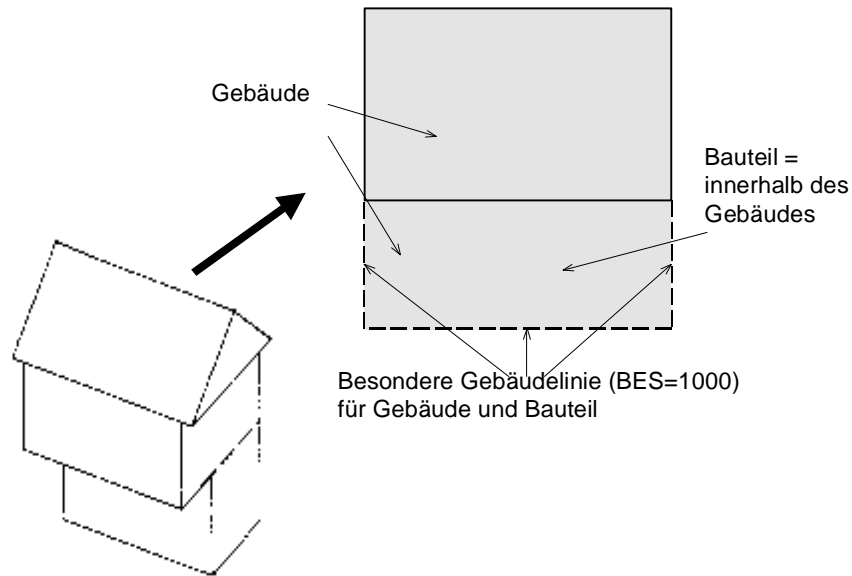 Gebäude
Bauteil =
innerhalb des
Gebäudes
Besondere Gebäudelinie (BES=1000)
für Gebäude und Bauteil